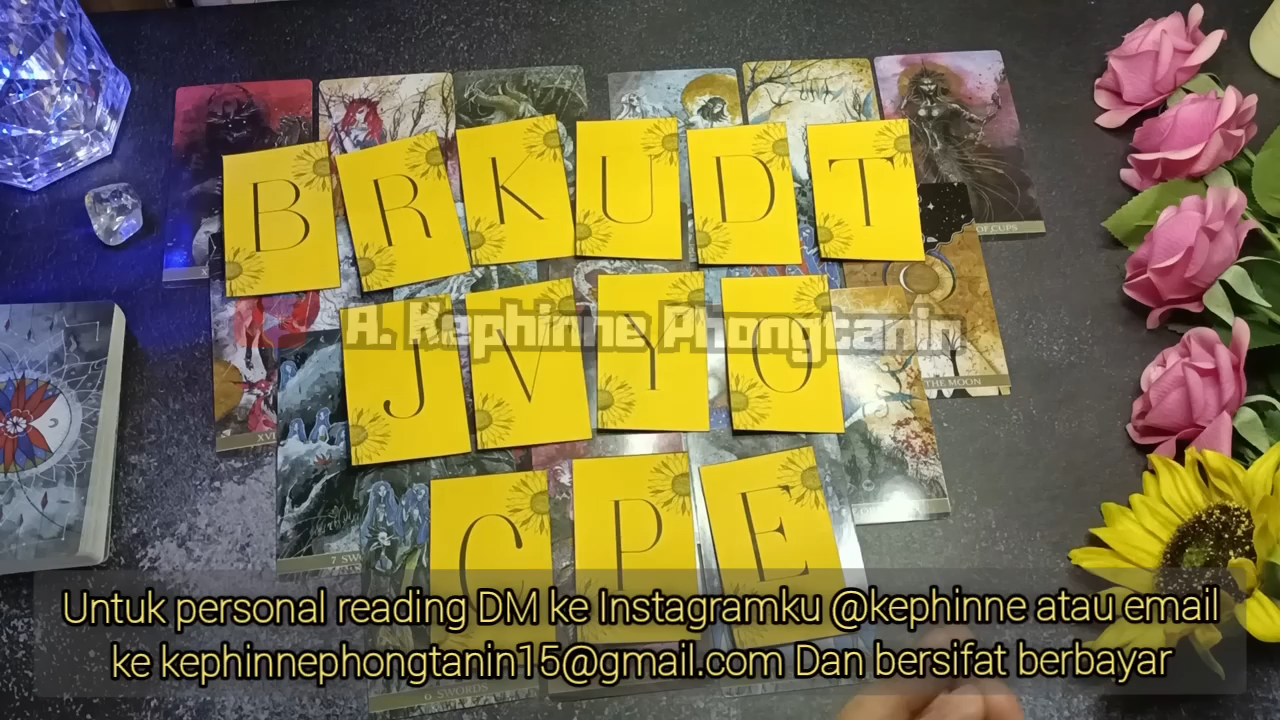 B R K U D T
OF CUPS
A. Kephinne Phongtanin
J V Y O
THE MOON
7 SWORDS
C P E
Untuk personal reading DM ke Instagramku @kephinne atau email
ke kephinnephongtanin15@gmail.com Dan bersifat berbayar
6 SWORDS